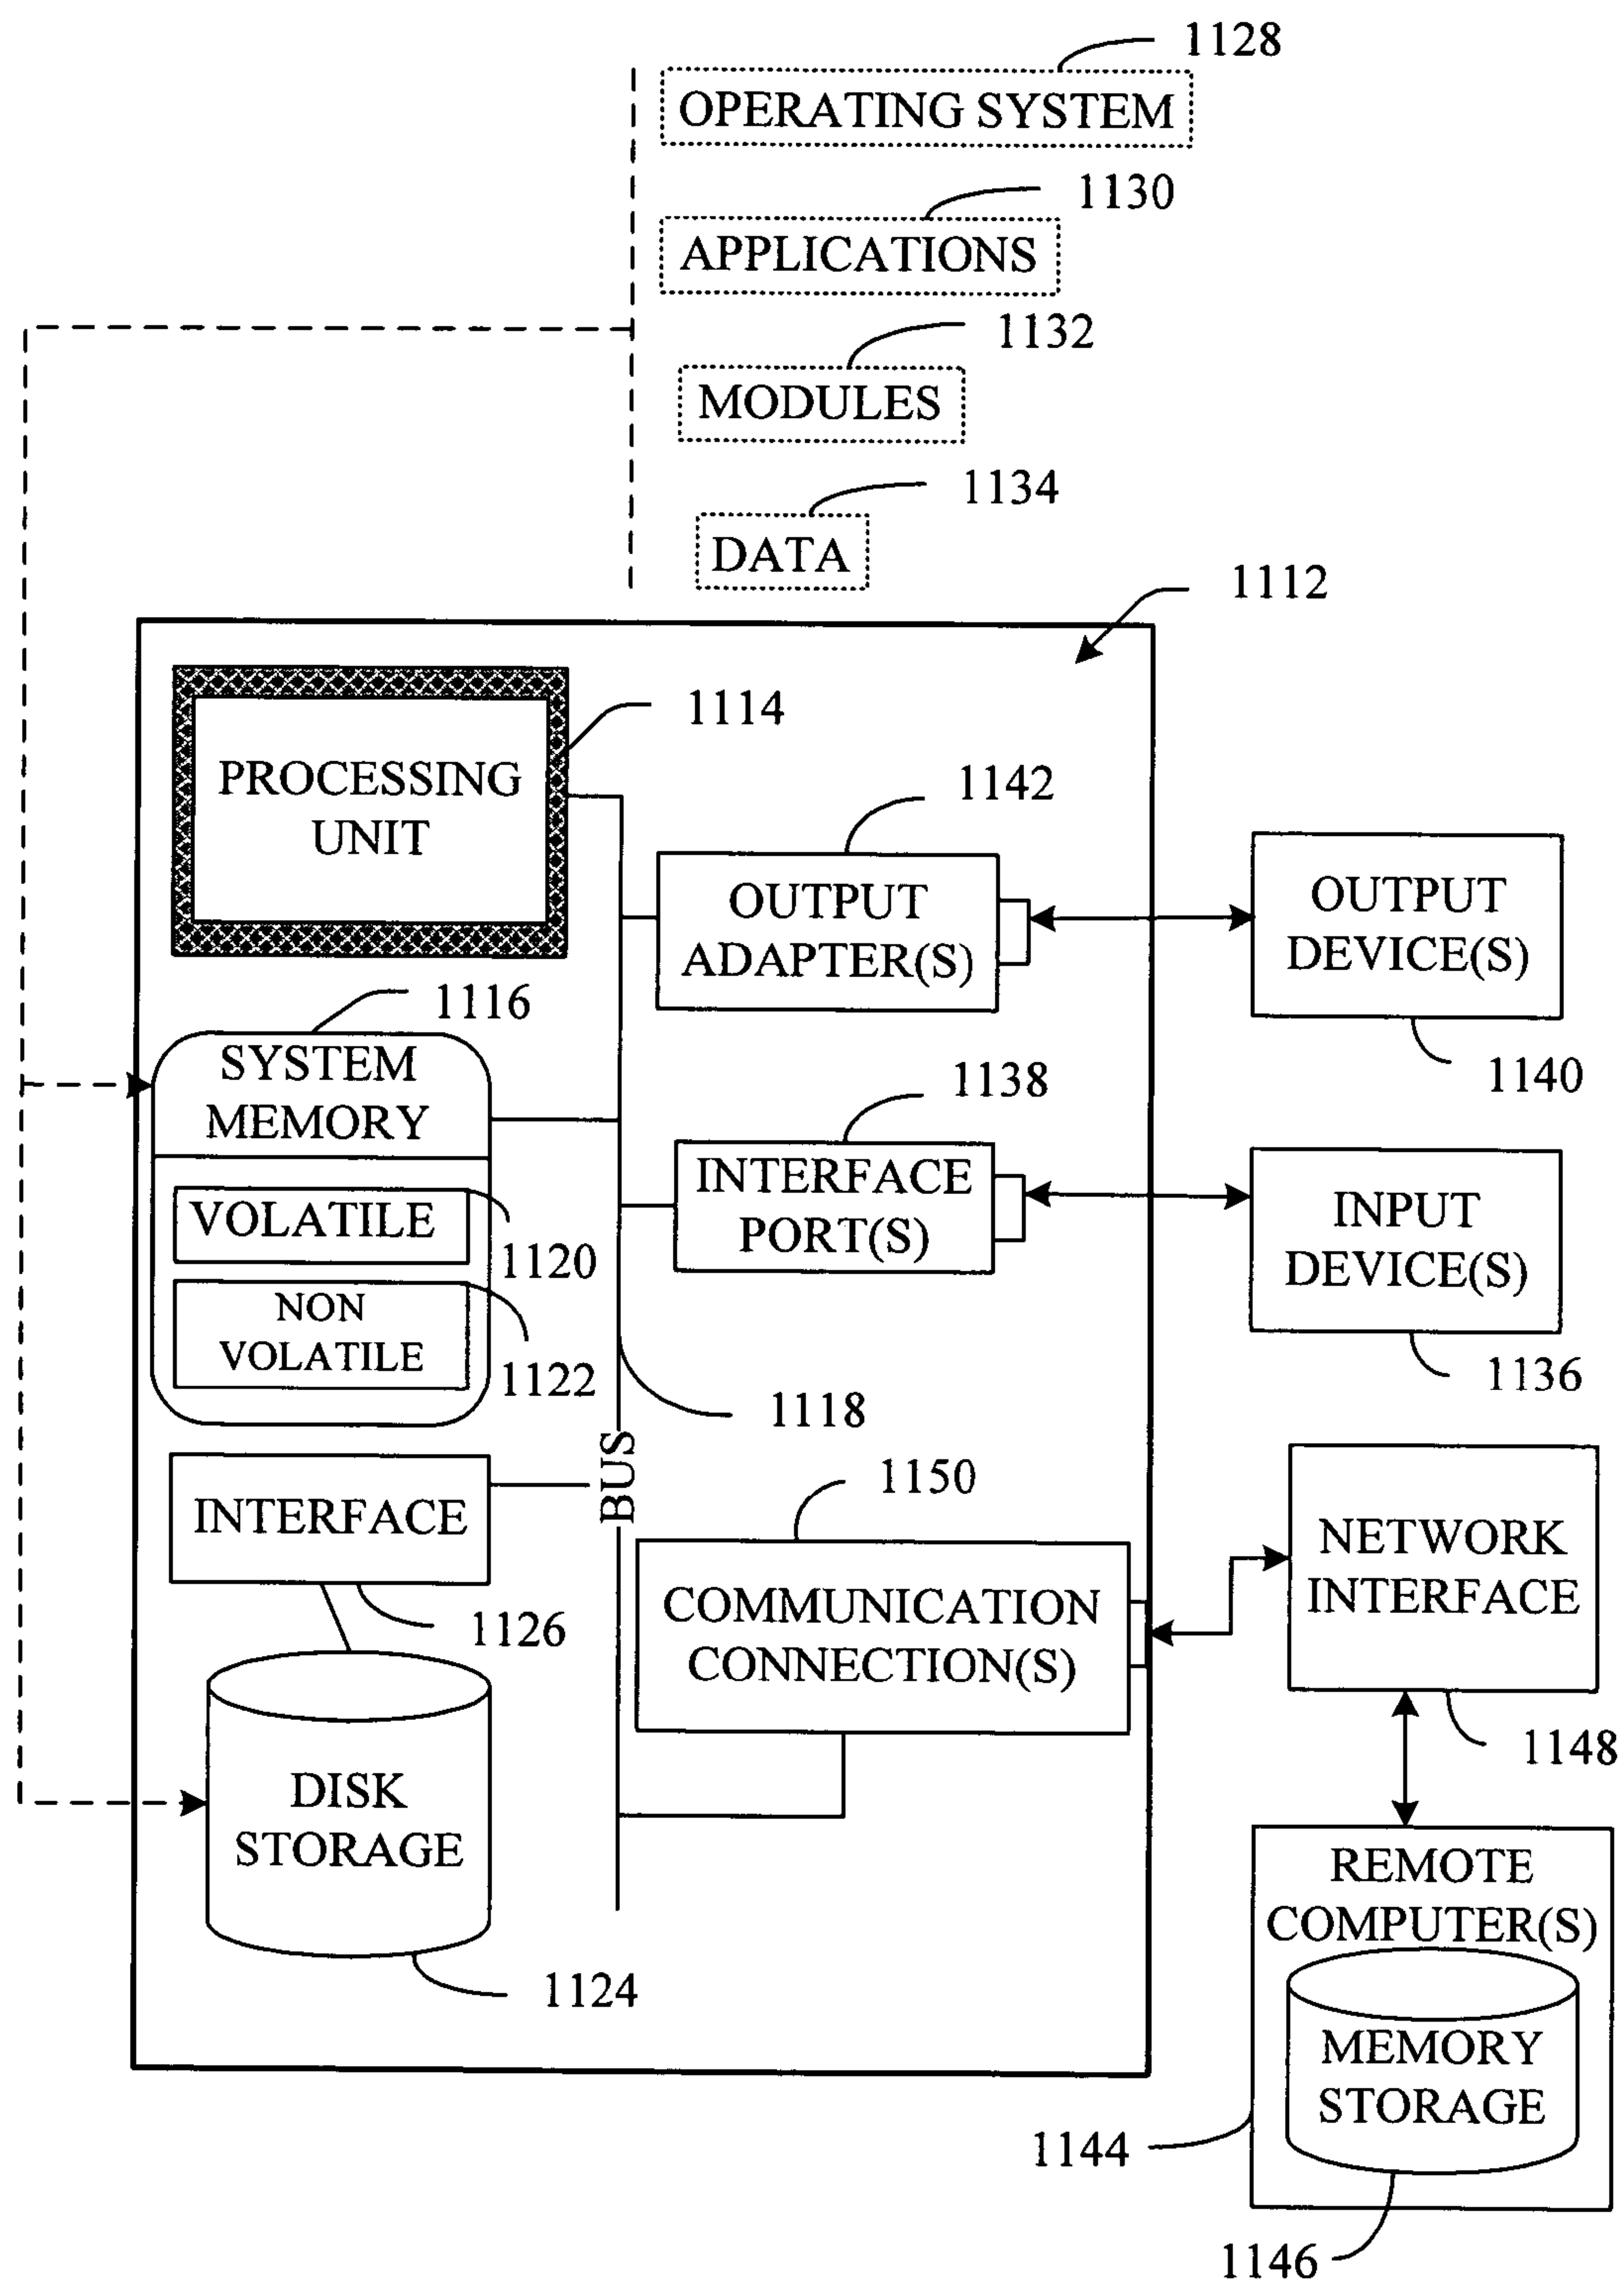 1128
OPERATING SYSTEM
1130
APPLICATIONS
1132
MODULES
1134
DATA
1112
PROCESSING
UNIT
1114
1142
OUTPUT
ADAPTER(S)
OUTPUT
DEVICE(S)
1140
1116
SYSTEM
MEMORY
VOLATILE
1120
NON
VOLATILE
1122
1138
INTERFACE
PORT(S)
INPUT
DEVICE(S)
1136
1118
BUS
INTERFACE
1126
1150
COMMUNICATION
CONNECTION(S)
NETWORK
INTERFACE
1148
DISK
STORAGE
1124
REMOTE
COMPUTER(S)
MEMORY
STORAGE
1144
1146